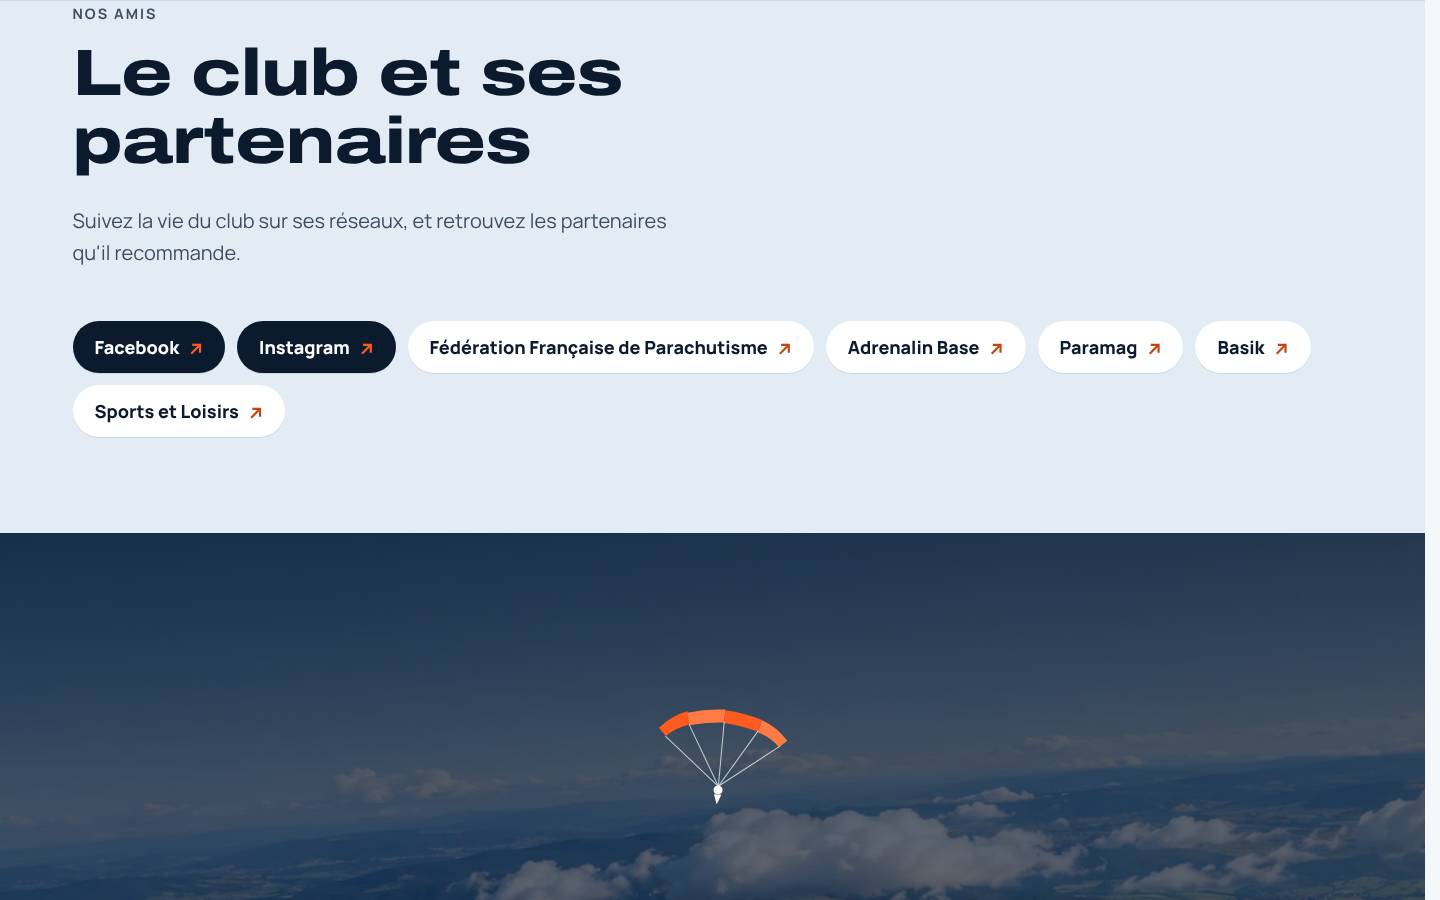 NOS AMIS
Le club et ses
partenaires
Suivez la vie du club sur ses réseaux, et retrouvez les partenaires
qu'il recommande.
Facebook
Instagram
Fédération Française de Parachutisme
Adrenalin Base
Paramag
Basik
Sports et Loisirs